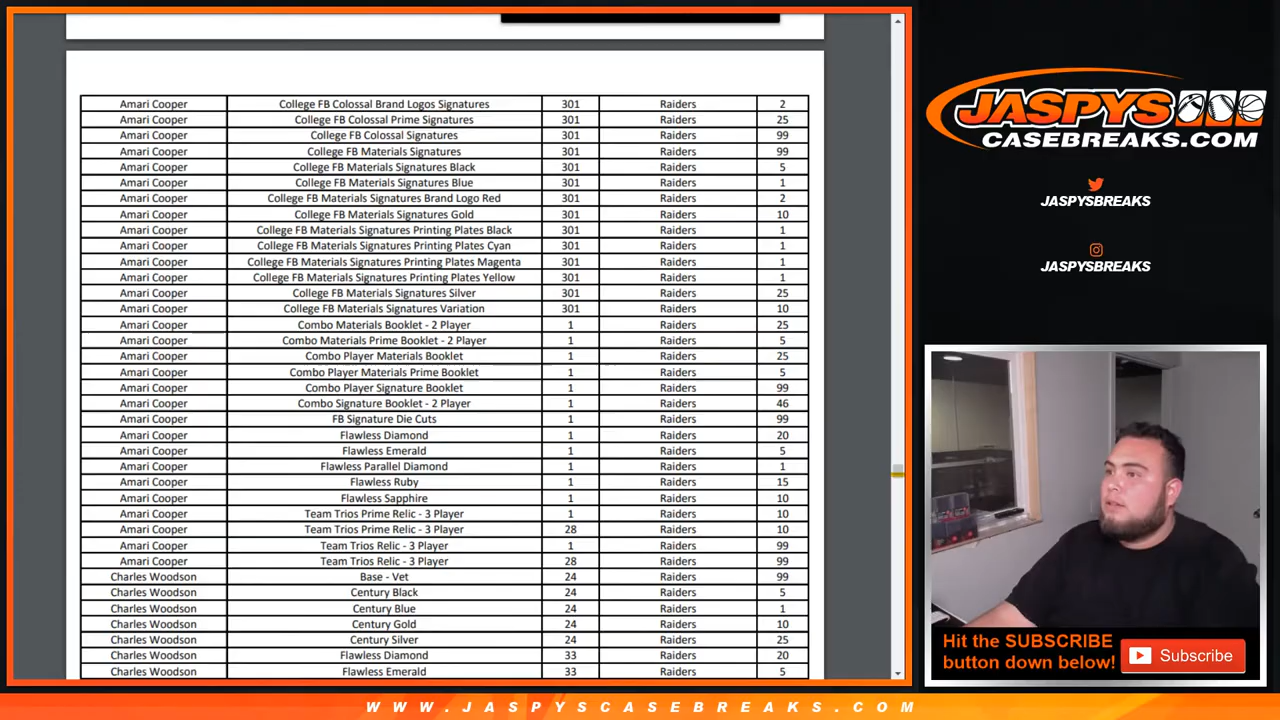 Amari Cooper College FB Colossal Brand Logos Signatures 301 Raiders 2
Amari Cooper College FB Colossal Prime Signatures 301 Raiders 25
Amari Cooper College FB Colossal Signatures 301 Raiders 99
Amari Cooper College FB Materials Signatures 301 Raiders 99
Amari Cooper College FB Materials Signatures Black 301 Raiders 5
Amari Cooper College FB Materials Signatures Blue 301 Raiders 1
Amari Cooper College FB Materials Signatures Brand Logo Red 301 Raiders 2
Amari Cooper College FB Materials Signatures Gold 301 Raiders 10
Amari Cooper College FB Materials Signatures Printing Plates Black 301 Raiders 1
Amari Cooper College FB Materials Signatures Printing Plates Cyan 301 Raiders 1
Amari Cooper College FB Materials Signatures Printing Plates Magenta 301 Raiders 1
Amari Cooper College FB Materials Signatures Printing Plates Yellow 301 Raiders 1
Amari Cooper College FB Materials Signatures Silver 301 Raiders 25
Amari Cooper College FB Materials Signatures Variation 301 Raiders 10
Amari Cooper Combo Materials Booklet - 2 Player 1 Raiders 25
Amari Cooper Combo Materials Prime Booklet - 2 Player 1 Raiders 5
Amari Cooper Combo Player Materials Booklet 1 Raiders 25
Amari Cooper Combo Player Materials Prime Booklet 1 Raiders 5
Amari Cooper Combo Player Signature Booklet 1 Raiders 99
Amari Cooper Combo Signature Booklet - 2 Player 1 Raiders 46
Amari Cooper FB Signature Die Cuts 1 Raiders 99
Amari Cooper Flawless Diamond 1 Raiders 20
Amari Cooper Flawless Emerald 1 Raiders 5
Amari Cooper Flawless Parallel Diamond 1 Raiders 1
Amari Cooper Flawless Ruby 1 Raiders 15
Amari Cooper Flawless Sapphire 1 Raiders 10
Amari Cooper Team Trios Prime Relic - 3 Player 1 Raiders 10
Amari Cooper Team Trios Prime Relic - 3 Player 28 Raiders 10
Amari Cooper Team Trios Relic - 3 Player 1 Raiders 99
Amari Cooper Team Trios Relic - 3 Player 28 Raiders 99
Charles Woodson Base - Vet 24 Raiders 99
Charles Woodson Century Black 24 Raiders 5
Charles Woodson Century Blue 24 Raiders 1
Charles Woodson Century Gold 24 Raiders 10
Charles Woodson Century Silver 24 Raiders 25
Charles Woodson Flawless Diamond 33 Raiders 20
Charles Woodson Flawless Emerald 33 Raiders 5
JASPYS
CASEBREAKS.COM
JASPYSBREAKS
JASPYSBREAKS
Hit the SUBSCRIBE
button down below!
Subscribe
WWW.JASPYSCASEBREAKS.COM